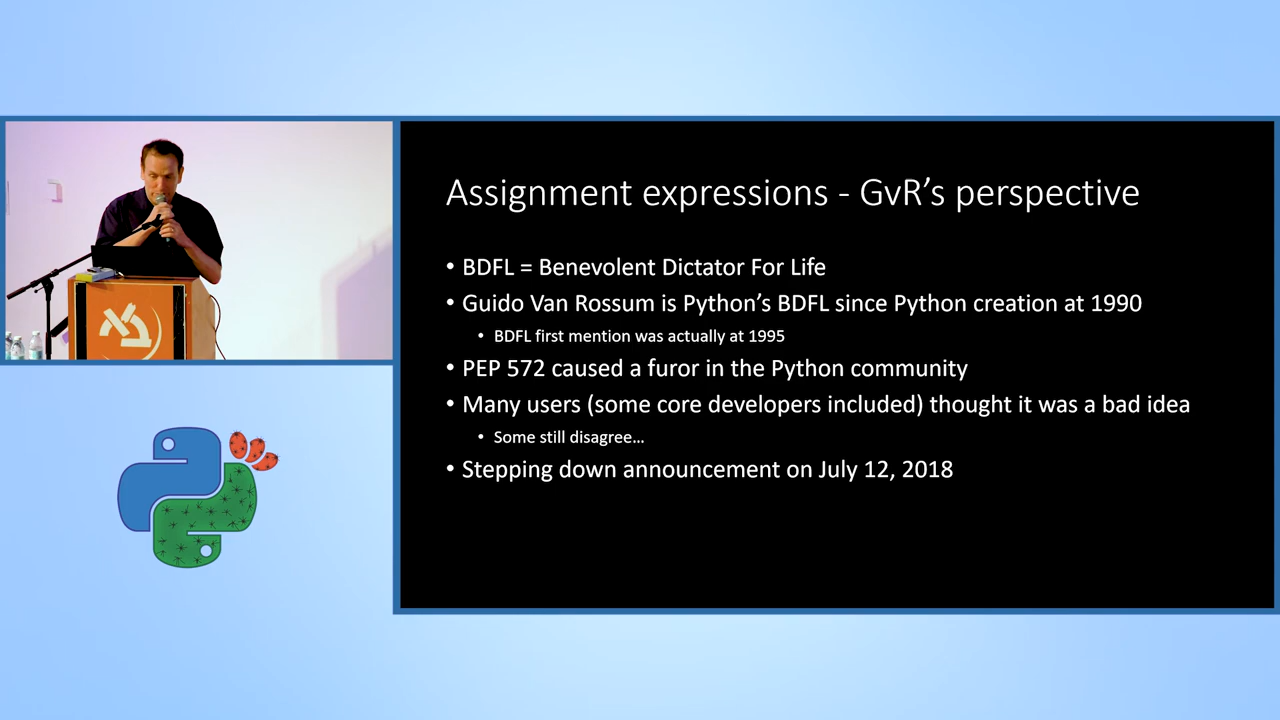 Assignment expressions - GvR's perspective
• BDFL = Benevolent Dictator For Life
• Guido Van Rossum is Python's BDFL since Python creation at 1990
• BDFL first mention was actually at 1995
• PEP 572 caused a furor in the Python community
• Many users (some core developers included) thought it was a bad idea
• Some still disagree…
• Stepping down announcement on July 12, 2018